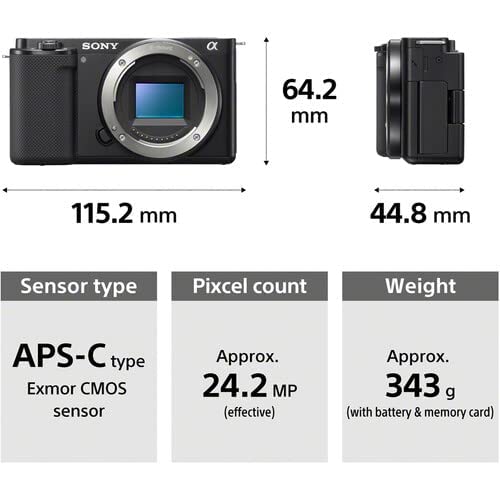 SONY
α
E-mount
64.2
mm
115.2 mm
44.8 mm
Sensor type
APS-C type
Exmor CMOS
sensor
Pixcel count
Approx.
24.2 MP
(effective)
Weight
Approx.
343 g
(with battery & memory card)